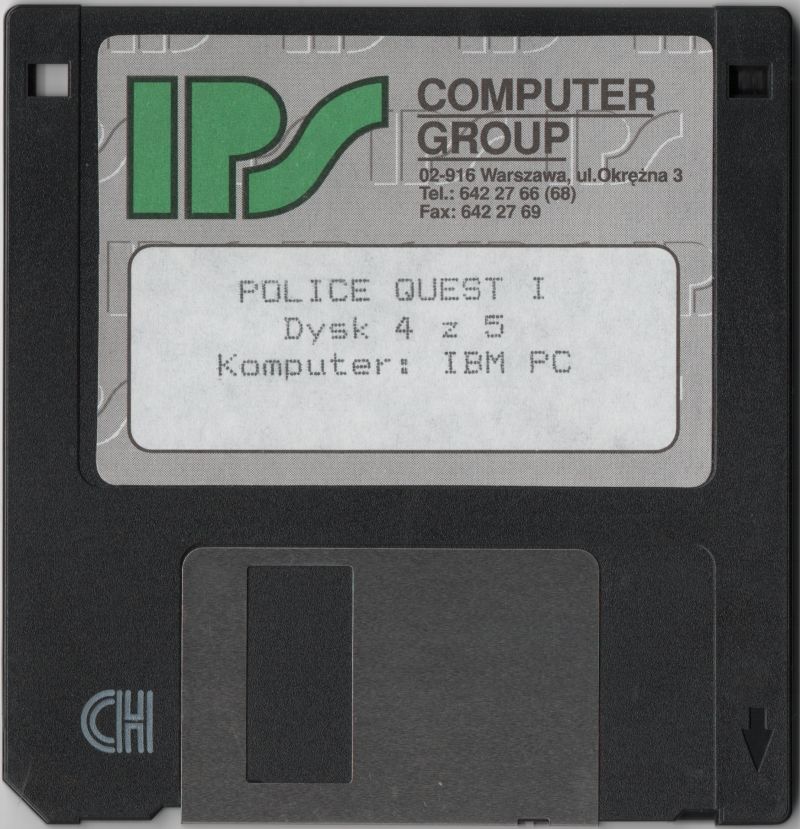 IPS
COMPUTER
GROUP
02-916 Warszawa, ul.Okrężna 3
Tel.: 642 27 66 (68)
Fax: 642 27 69
POLICE QUEST I
Dysk 4 z 5
Komputer: IBM PC
CH